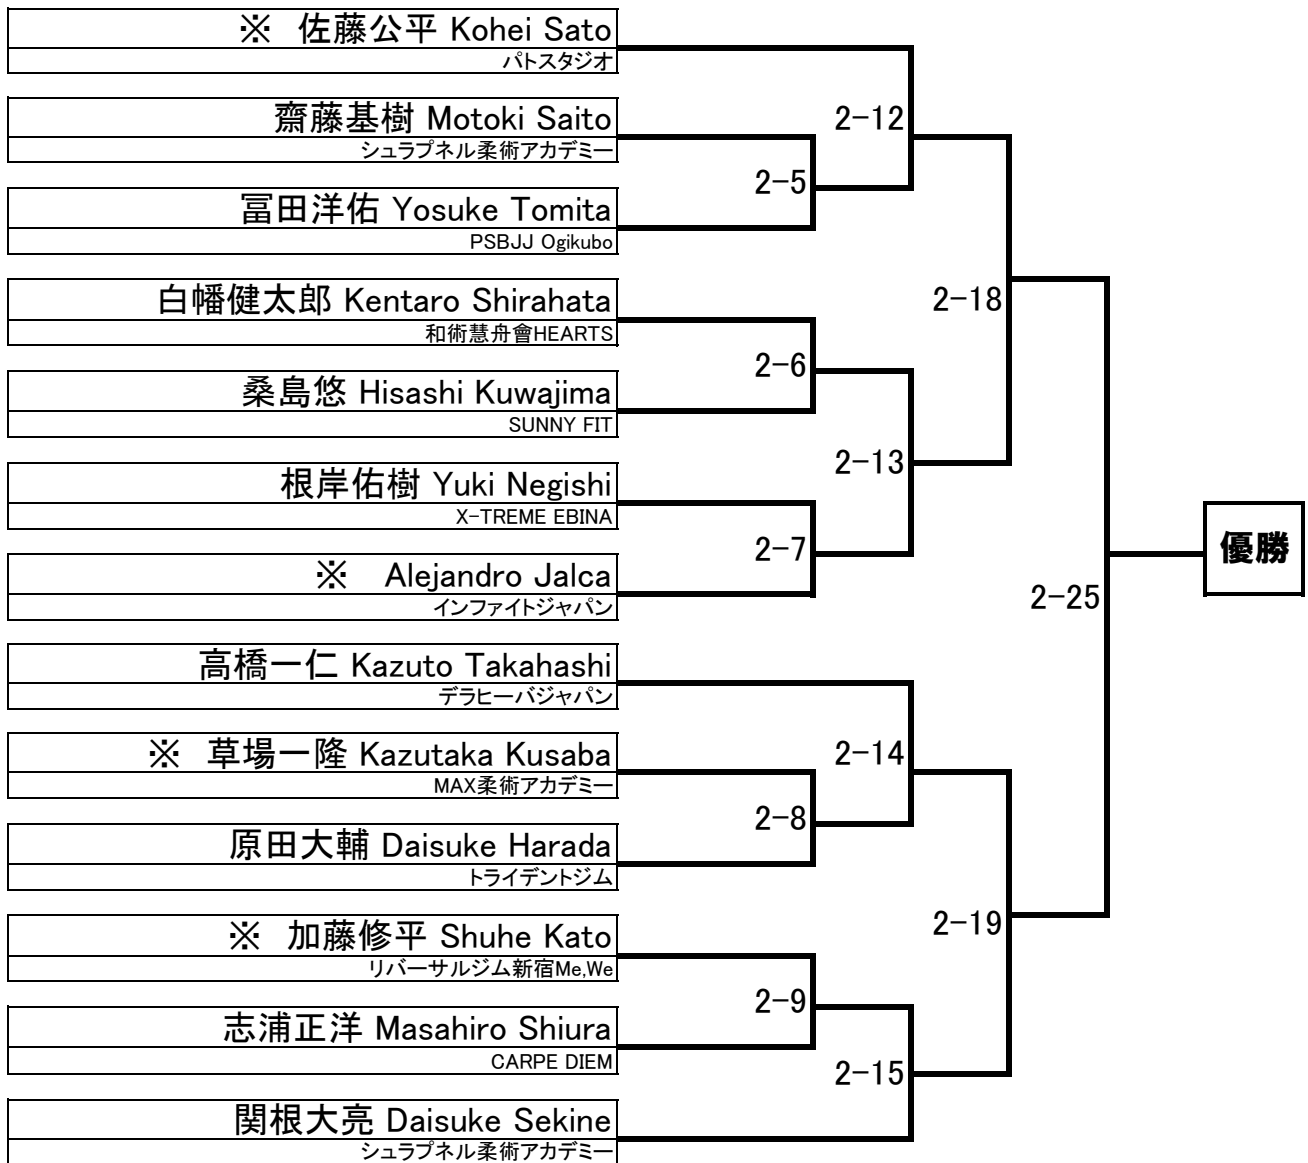 ※ 佐藤公平 Kohei Sato
パトスタジオ
齋藤基樹 Motoki Saito
シュラプネル柔術アカデミー
冨田洋佑 Yosuke Tomita
PSBJJ Ogikubo
白幡健太郎 Kentaro Shirahata
和術慧舟會HEARTS
桑島悠 Hisashi Kuwajima
SUNNY FIT
根岸佑樹 Yuki Negishi
X-TREME EBINA
※ Alejandro Jalca
インファイトジャパン
高橋一仁 Kazuto Takahashi
デラヒーバジャパン
※ 草場一隆 Kazutaka Kusaba
MAX柔術アカデミー
原田大輔 Daisuke Harada
トライデントジム
※ 加藤修平 Shuhe Kato
リバーサルジム新宿Me,We
志浦正洋 Masahiro Shiura
CARPE DIEM
関根大亮 Daisuke Sekine
シュラプネル柔術アカデミー
2-5
2-6
2-7
2-8
2-9
2-12
2-13
2-14
2-15
2-18
2-19
2-25
優勝